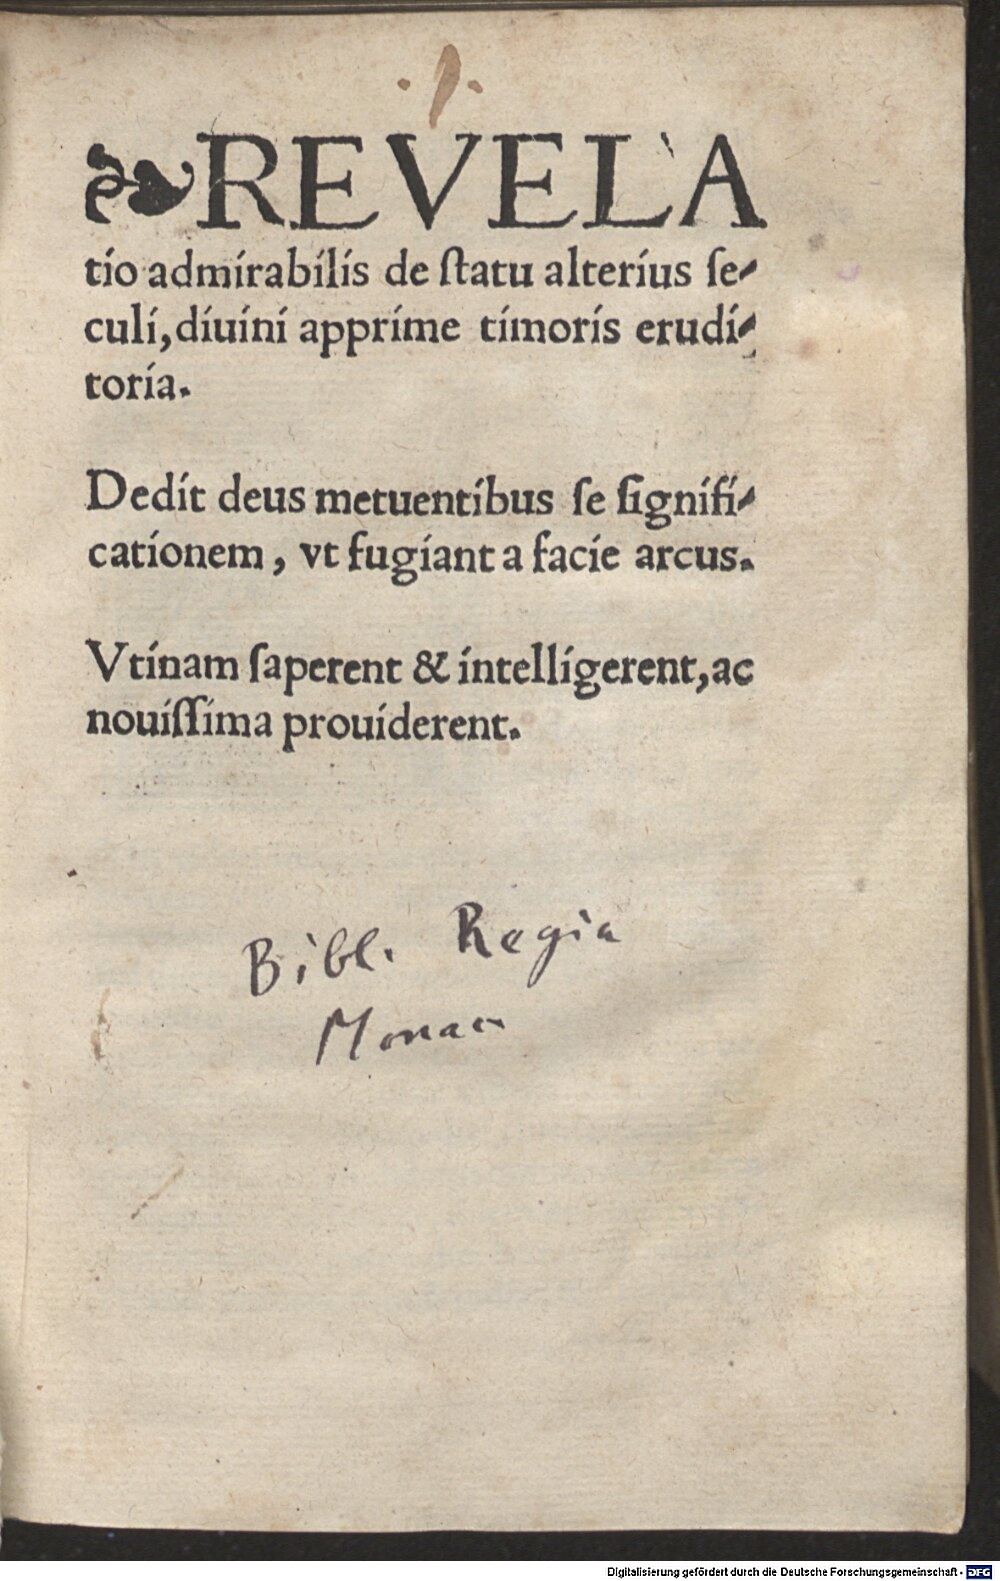 .1.
❧REVELA
tio admirabilis de ſtatu alterius ſe-
culi, diuini apprime timoris erudi-
toria.
Dedit deus metuentibus ſe ſignifi-
cationem, vt fugiant a facie arcus.
Vtinam ſaperent & intelligerent, ac
nouiſſima prouiderent.
Bibl. Regia
Monac
Digitalisierung gefördert durch die Deutsche Forschungsgemeinschaft - DFG